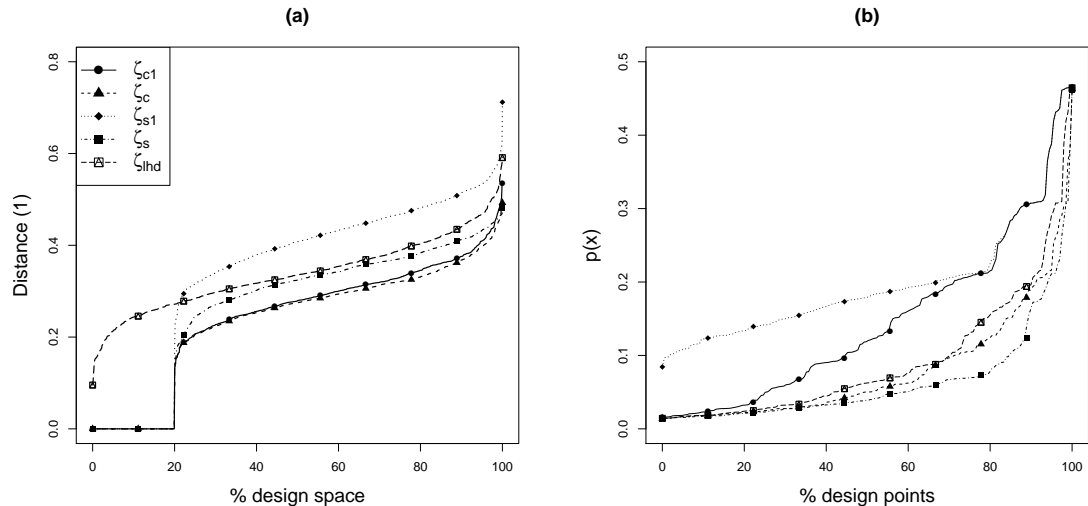 (a)
Distance (1)
0.0 0.2 0.4 0.6 0.8
ζc1
ζc
ζs1
ζs
ζlhd
0 20 40 60 80 100
% design space
(b)
p(x)
0.0 0.1 0.2 0.3 0.4 0.5
0 20 40 60 80 100
% design points